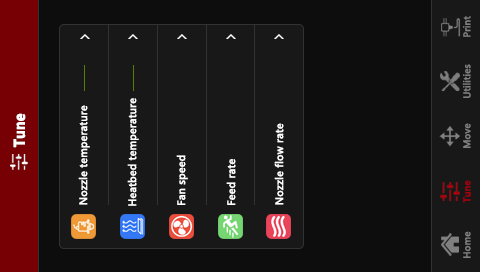 Tune
Nozzle temperature
Heatbed temperature
Fan speed
Feed rate
Nozzle flow rate
Home
Tune
Move
Utilities
Print